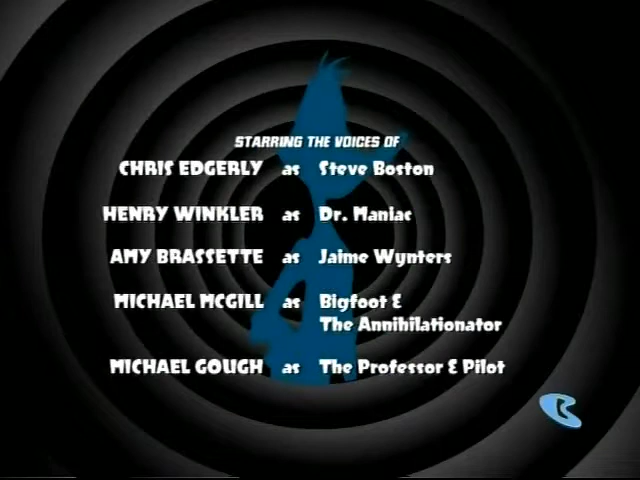 STARRING THE VOICES OF
CHRIS EDGERLY as Steve Boston
HENRY WINKLER as Dr. Maniac
AMY BRASSETTE as Jaime Wynters
MICHAEL MCGILL as Bigfoot &
The Annihilationator
MICHAEL GOUGH as The Professor & Pilot